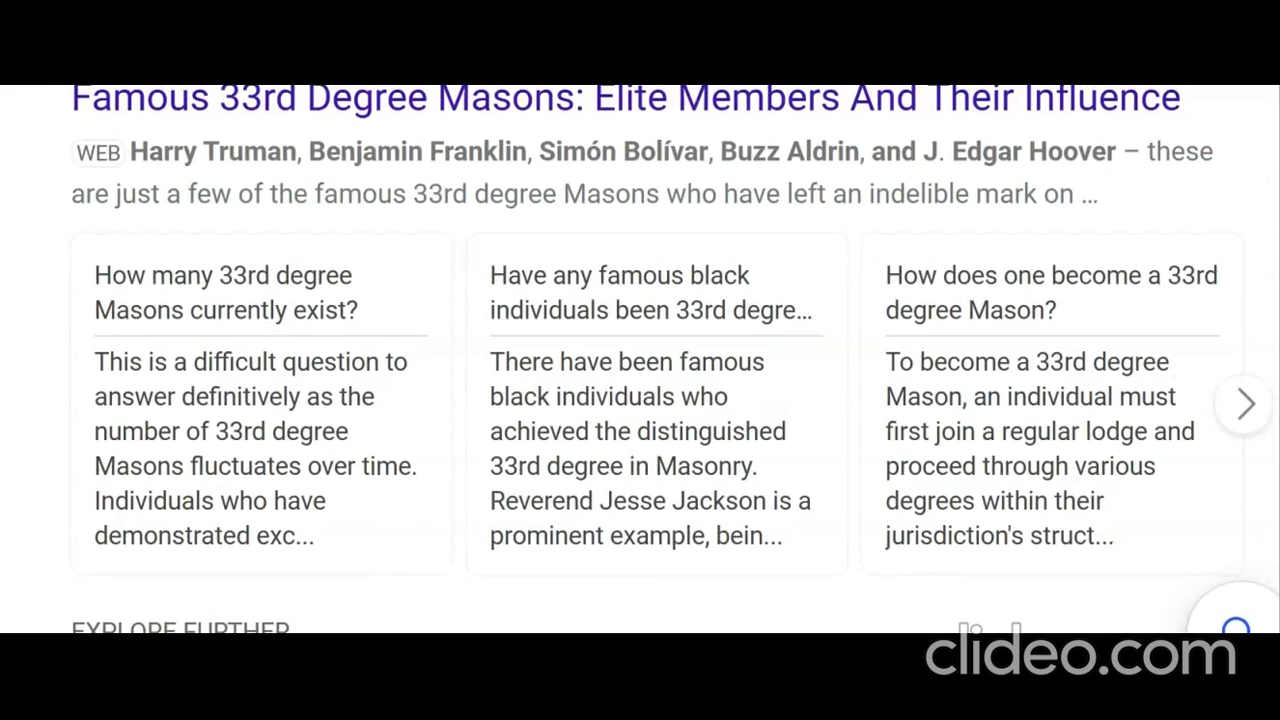 Famous 33rd Degree Masons: Elite Members And Their Influence
WEB Harry Truman, Benjamin Franklin, Simón Bolívar, Buzz Aldrin, and J. Edgar Hoover – these
are just a few of the famous 33rd degree Masons who have left an indelible mark on ...
How many 33rd degree
Masons currently exist?
This is a difficult question to
answer definitively as the
number of 33rd degree
Masons fluctuates over time.
Individuals who have
demonstrated exc...
Have any famous black
individuals been 33rd degre...
There have been famous
black individuals who
achieved the distinguished
33rd degree in Masonry.
Reverend Jesse Jackson is a
prominent example, bein...
How does one become a 33rd
degree Mason?
To become a 33rd degree
Mason, an individual must
first join a regular lodge and
proceed through various
degrees within their
jurisdiction's struct...
EXPLORE FURTHER
clideo.com